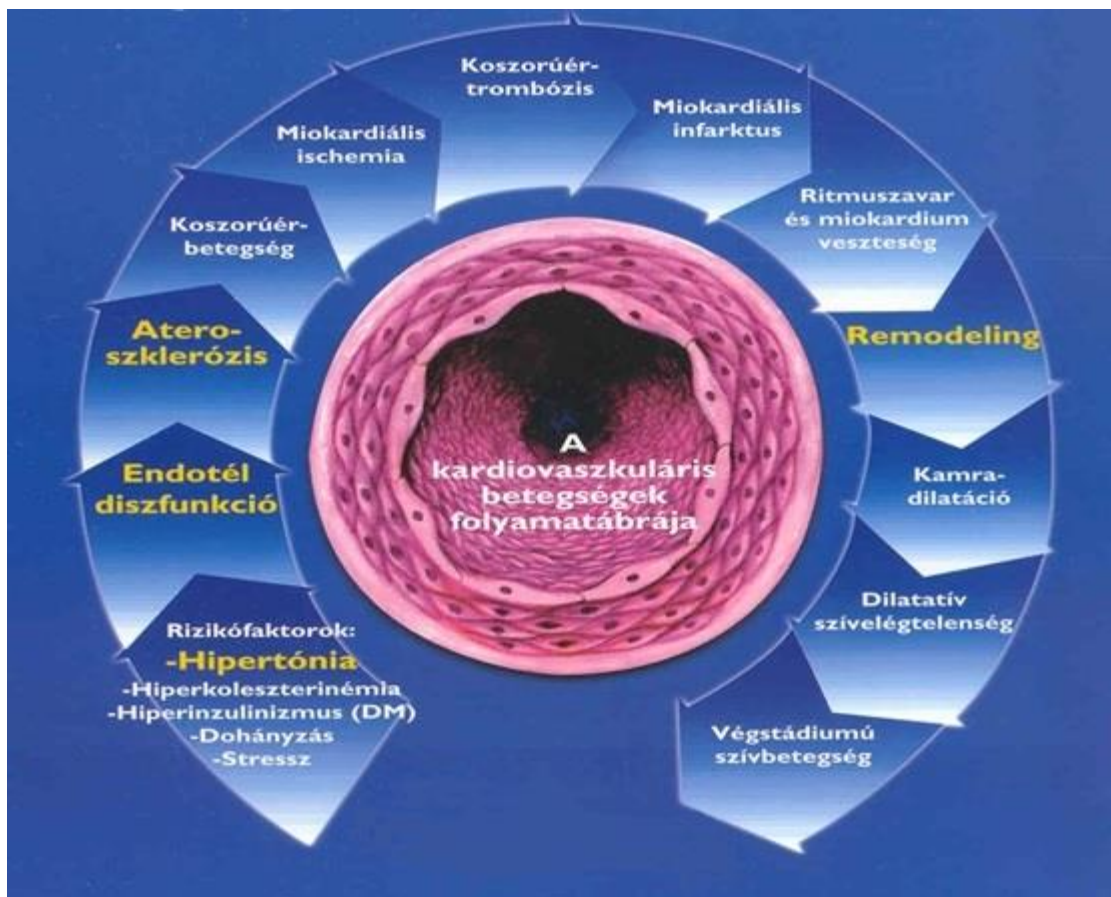 Rizikófaktorok:
-Hipertónia
-Hiperkoleszterinémia
-Hiperinzulinizmus (DM)
-Dohányzás
-Stressz
Endotél
diszfunkció
Atero-
szklerózis
Koszorúér-
betegség
Miokardiális
ischemia
Koszorúér-
trombózis
Miokardiális
infarktus
Ritmuszavar
és miokardium
veszteség
Remodeling
Kamra-
dilatáció
Dilatatív
szívelégtelenség
Végstádiumú
szívbetegség
A
kardiovaszkuláris
betegségek
folyamatábrája